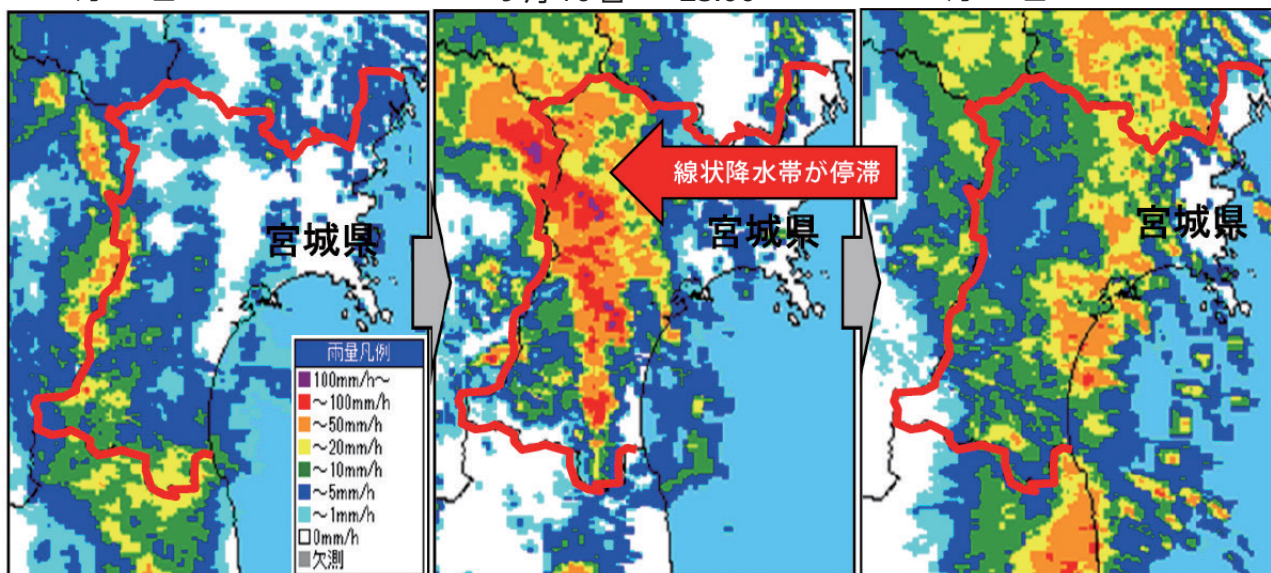 線状降水帯が停滞
宮城県
宮城県
宮城県
雨量凡例
100mm/h～
～100mm/h
～50mm/h
～20mm/h
～10mm/h
～5mm/h
～1mm/h
0mm/h
欠測